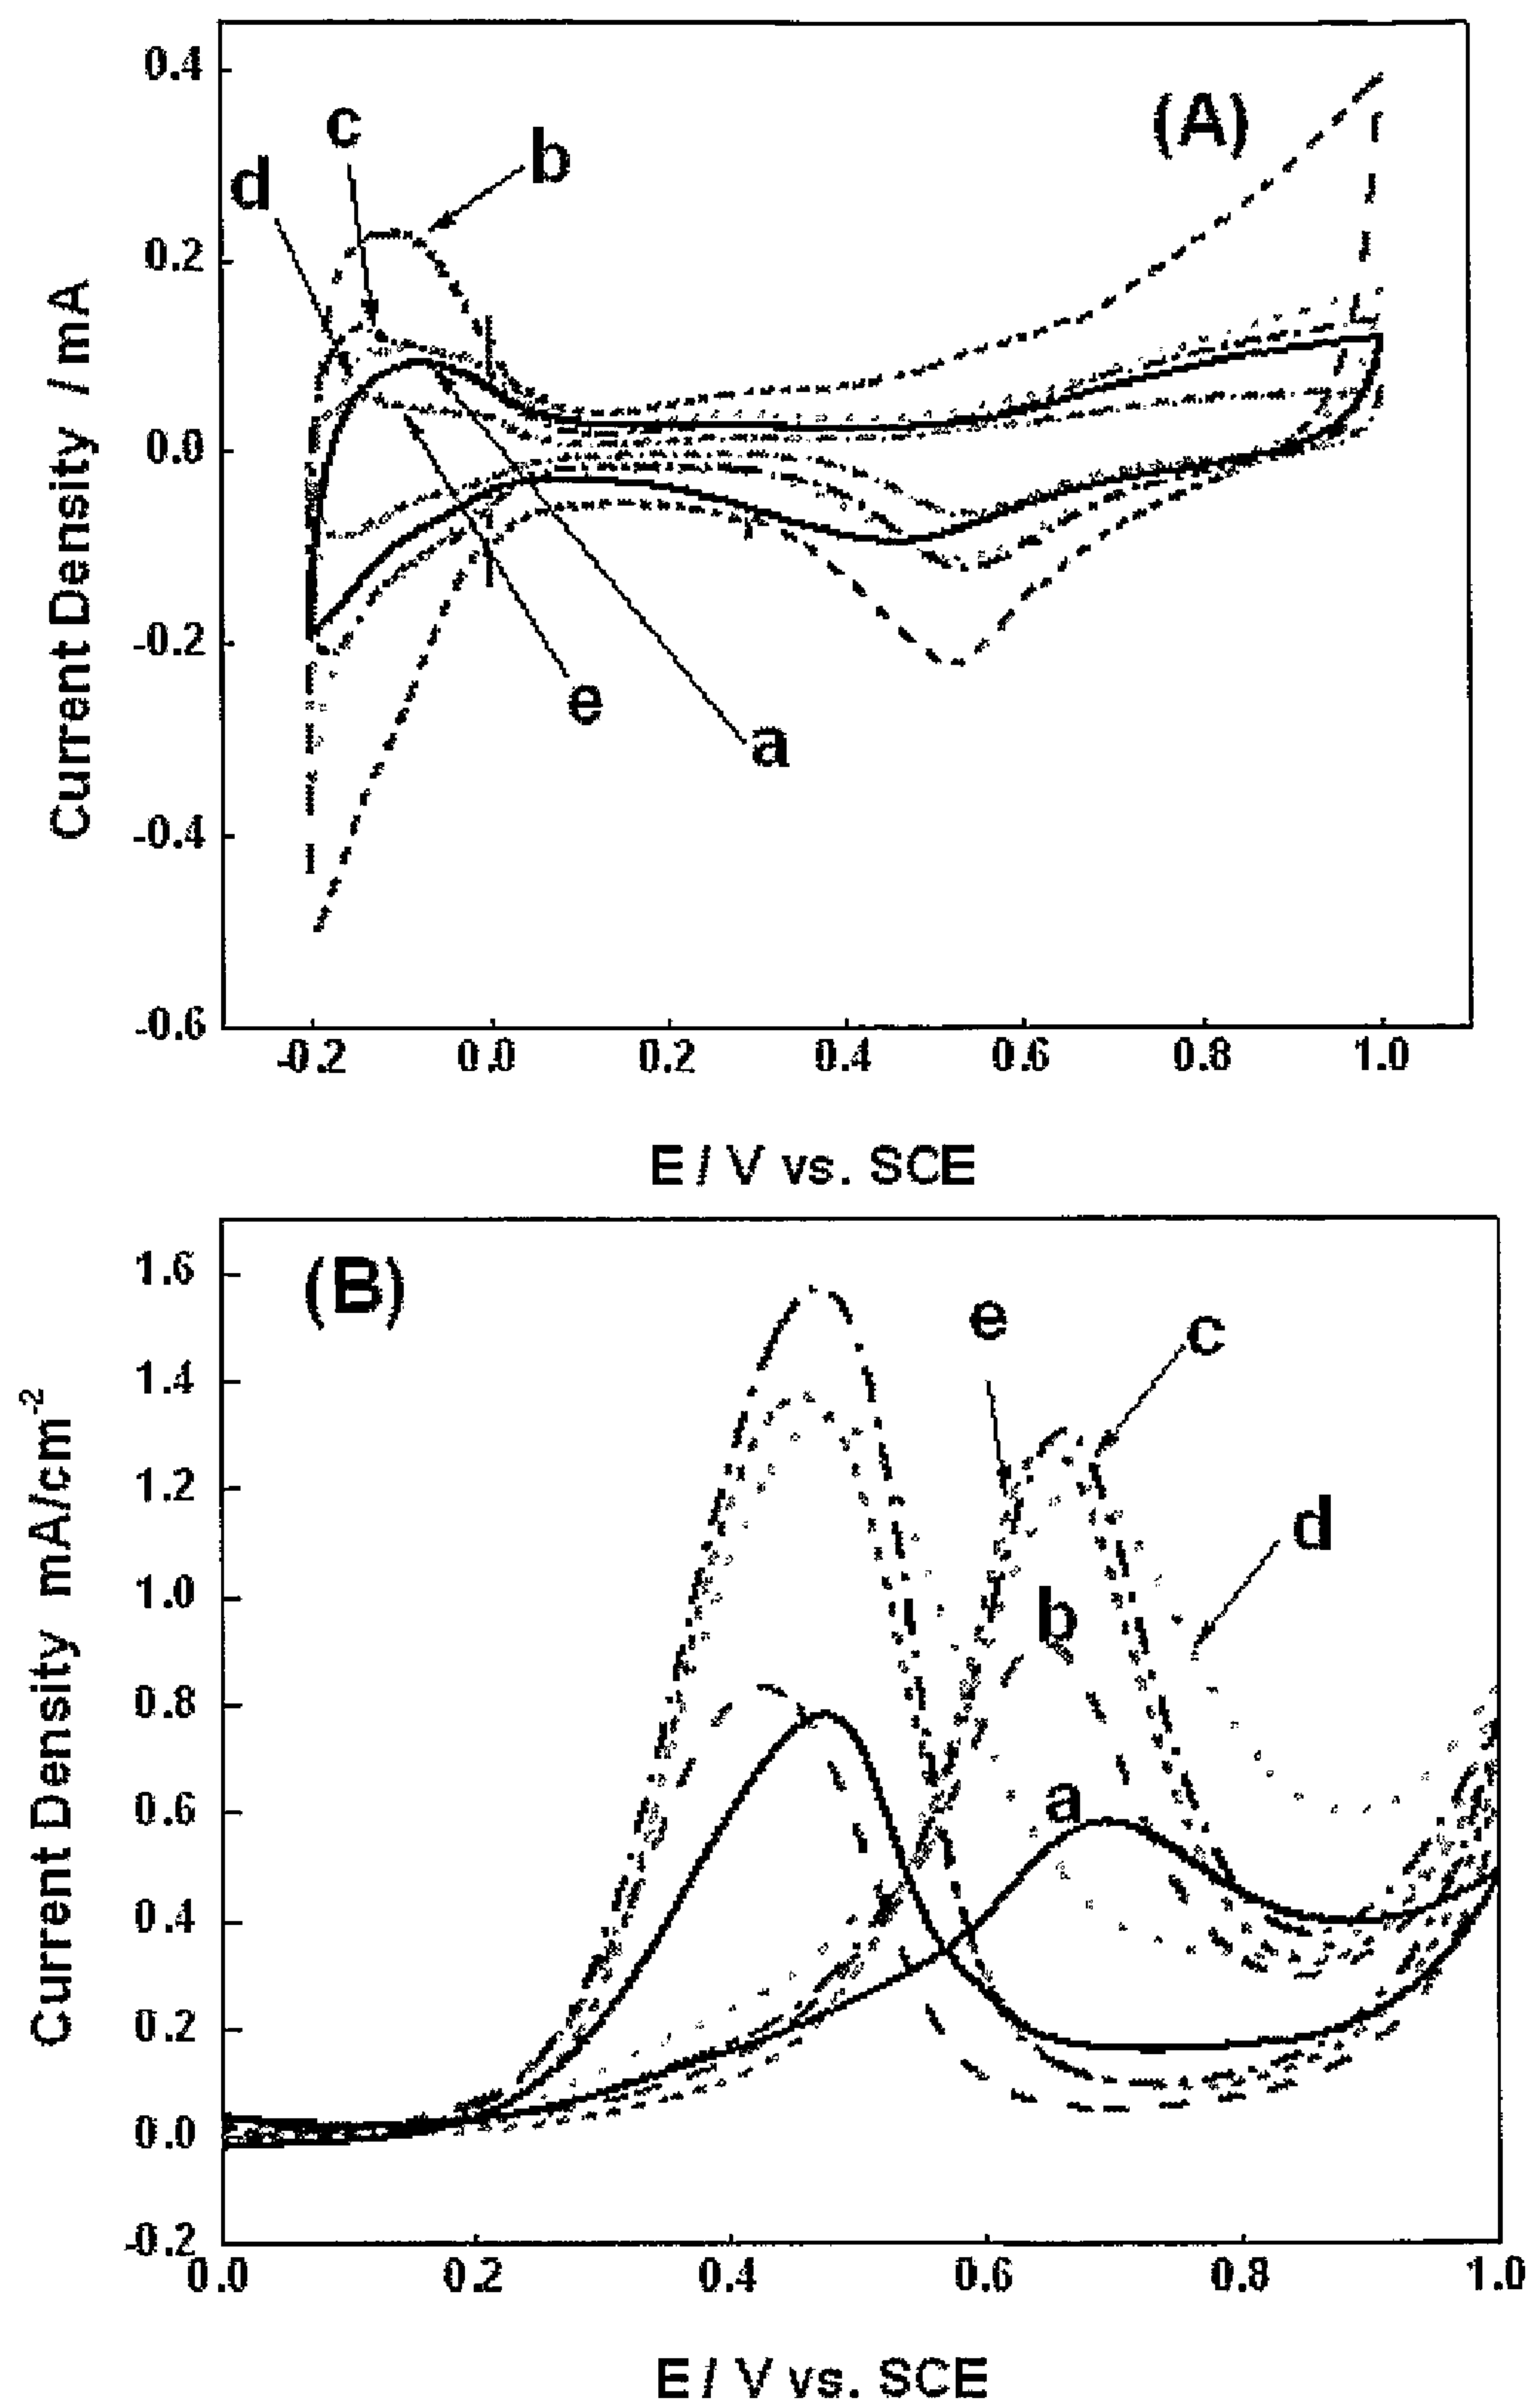 (A)
0.4
0.2
0.0
-0.2
-0.4
-0.6
c
d
b
e
a
Current Density / mA
-0.2 0.0 0.2 0.4 0.6 0.8 1.0
E / V vs. SCE
(B)
1.6
1.4
1.2
1.0
0.8
0.6
0.4
0.2
0.0
-0.2
e
c
d
b
a
Current Density mA/cm-2
0.0 0.2 0.4 0.6 0.8 1.0
E / V vs. SCE